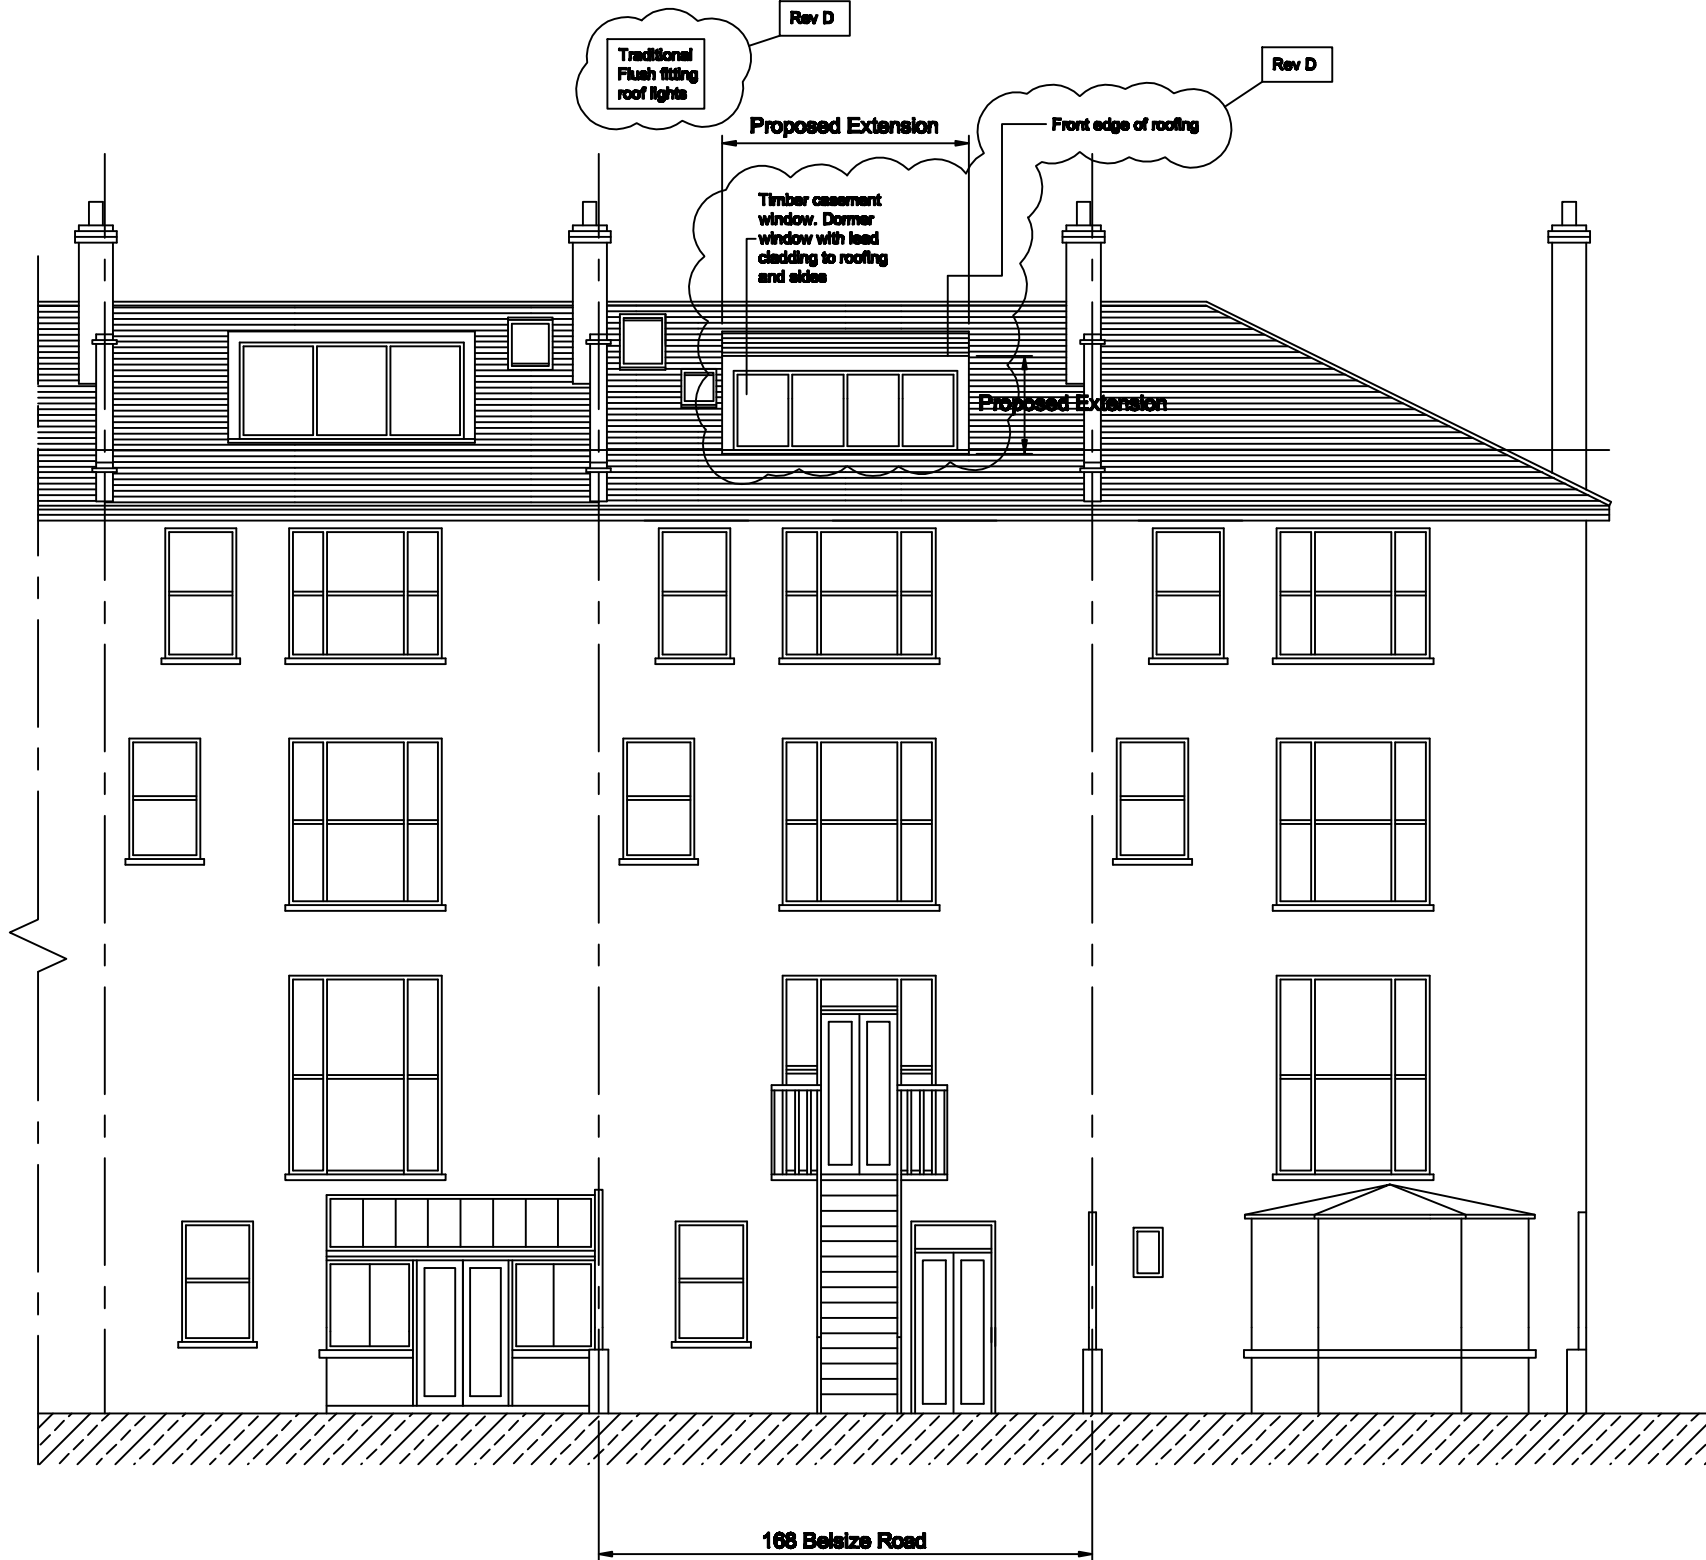 Rev D
Traditional
Flush fitting
roof lights
Rev D
Proposed Extension
Front edge of roofing
Timber casement
window. Dormer
window with lead
cladding to roofing
and sides
Proposed Extension
168 Belsize Road